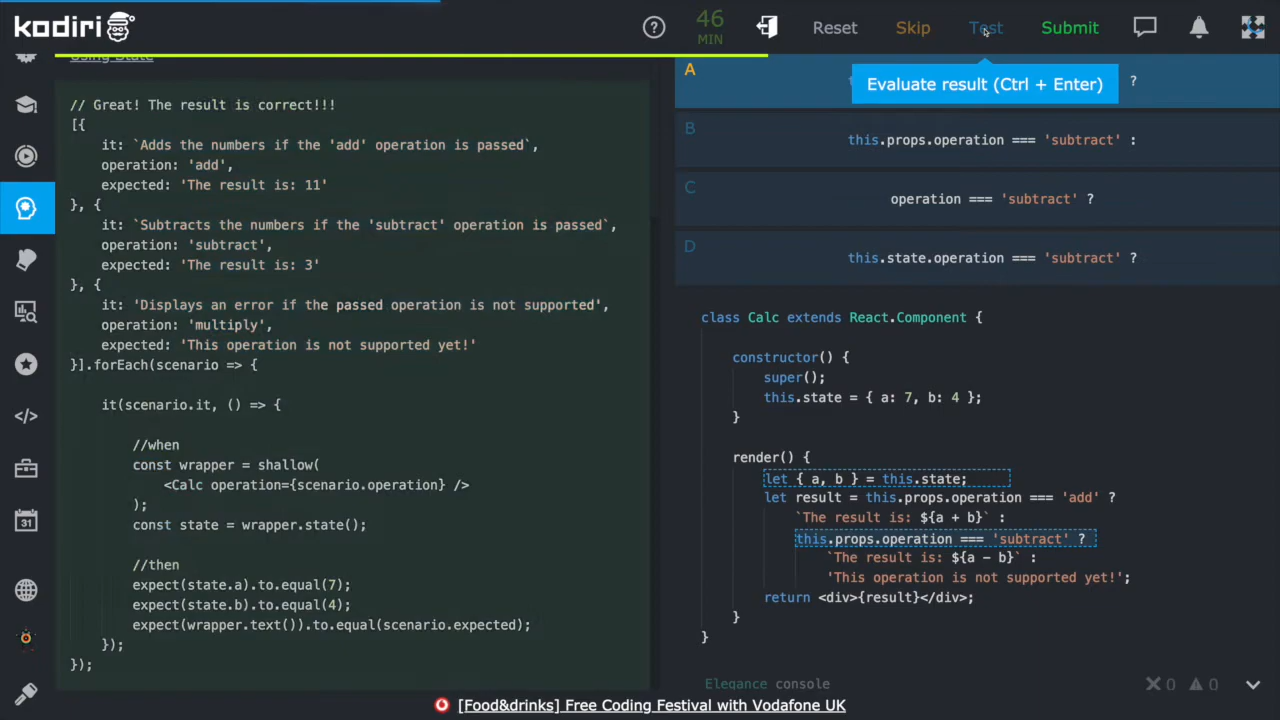 kodiri
?
46
MIN
Reset
Skip
Test
Submit
Evaluate result (Ctrl + Enter)
Using State
// Great! The result is correct!!!
[{
it: `Adds the numbers if the 'add' operation is passed`,
operation: 'add',
expected: 'The result is: 11'
}, {
it: `Subtracts the numbers if the 'subtract' operation is passed`,
operation: 'subtract',
expected: 'The result is: 3'
}, {
it: 'Displays an error if the passed operation is not supported',
operation: 'multiply',
expected: 'This operation is not supported yet!'
}].forEach(scenario => {
it(scenario.it, () => {
//when
const wrapper = shallow(
<Calc operation={scenario.operation} />
);
const state = wrapper.state();
//then
expect(state.a).to.equal(7);
expect(state.b).to.equal(4);
expect(wrapper.text()).to.equal(scenario.expected);
});
});
A
?
B
this.props.operation === 'subtract' :
C
operation === 'subtract' ?
D
this.state.operation === 'subtract' ?
class Calc extends React.Component {
constructor() {
super();
this.state = { a: 7, b: 4 };
}
render() {
let { a, b } = this.state;
let result = this.props.operation === 'add' ?
`The result is: ${a + b}` :
this.props.operation === 'subtract' ?
`The result is: ${a - b}` :
'This operation is not supported yet!';
return <div>{result}</div>;
}
}
Elegance console
0
0
31
</>
[Food&drinks] Free Coding Festival with Vodafone UK